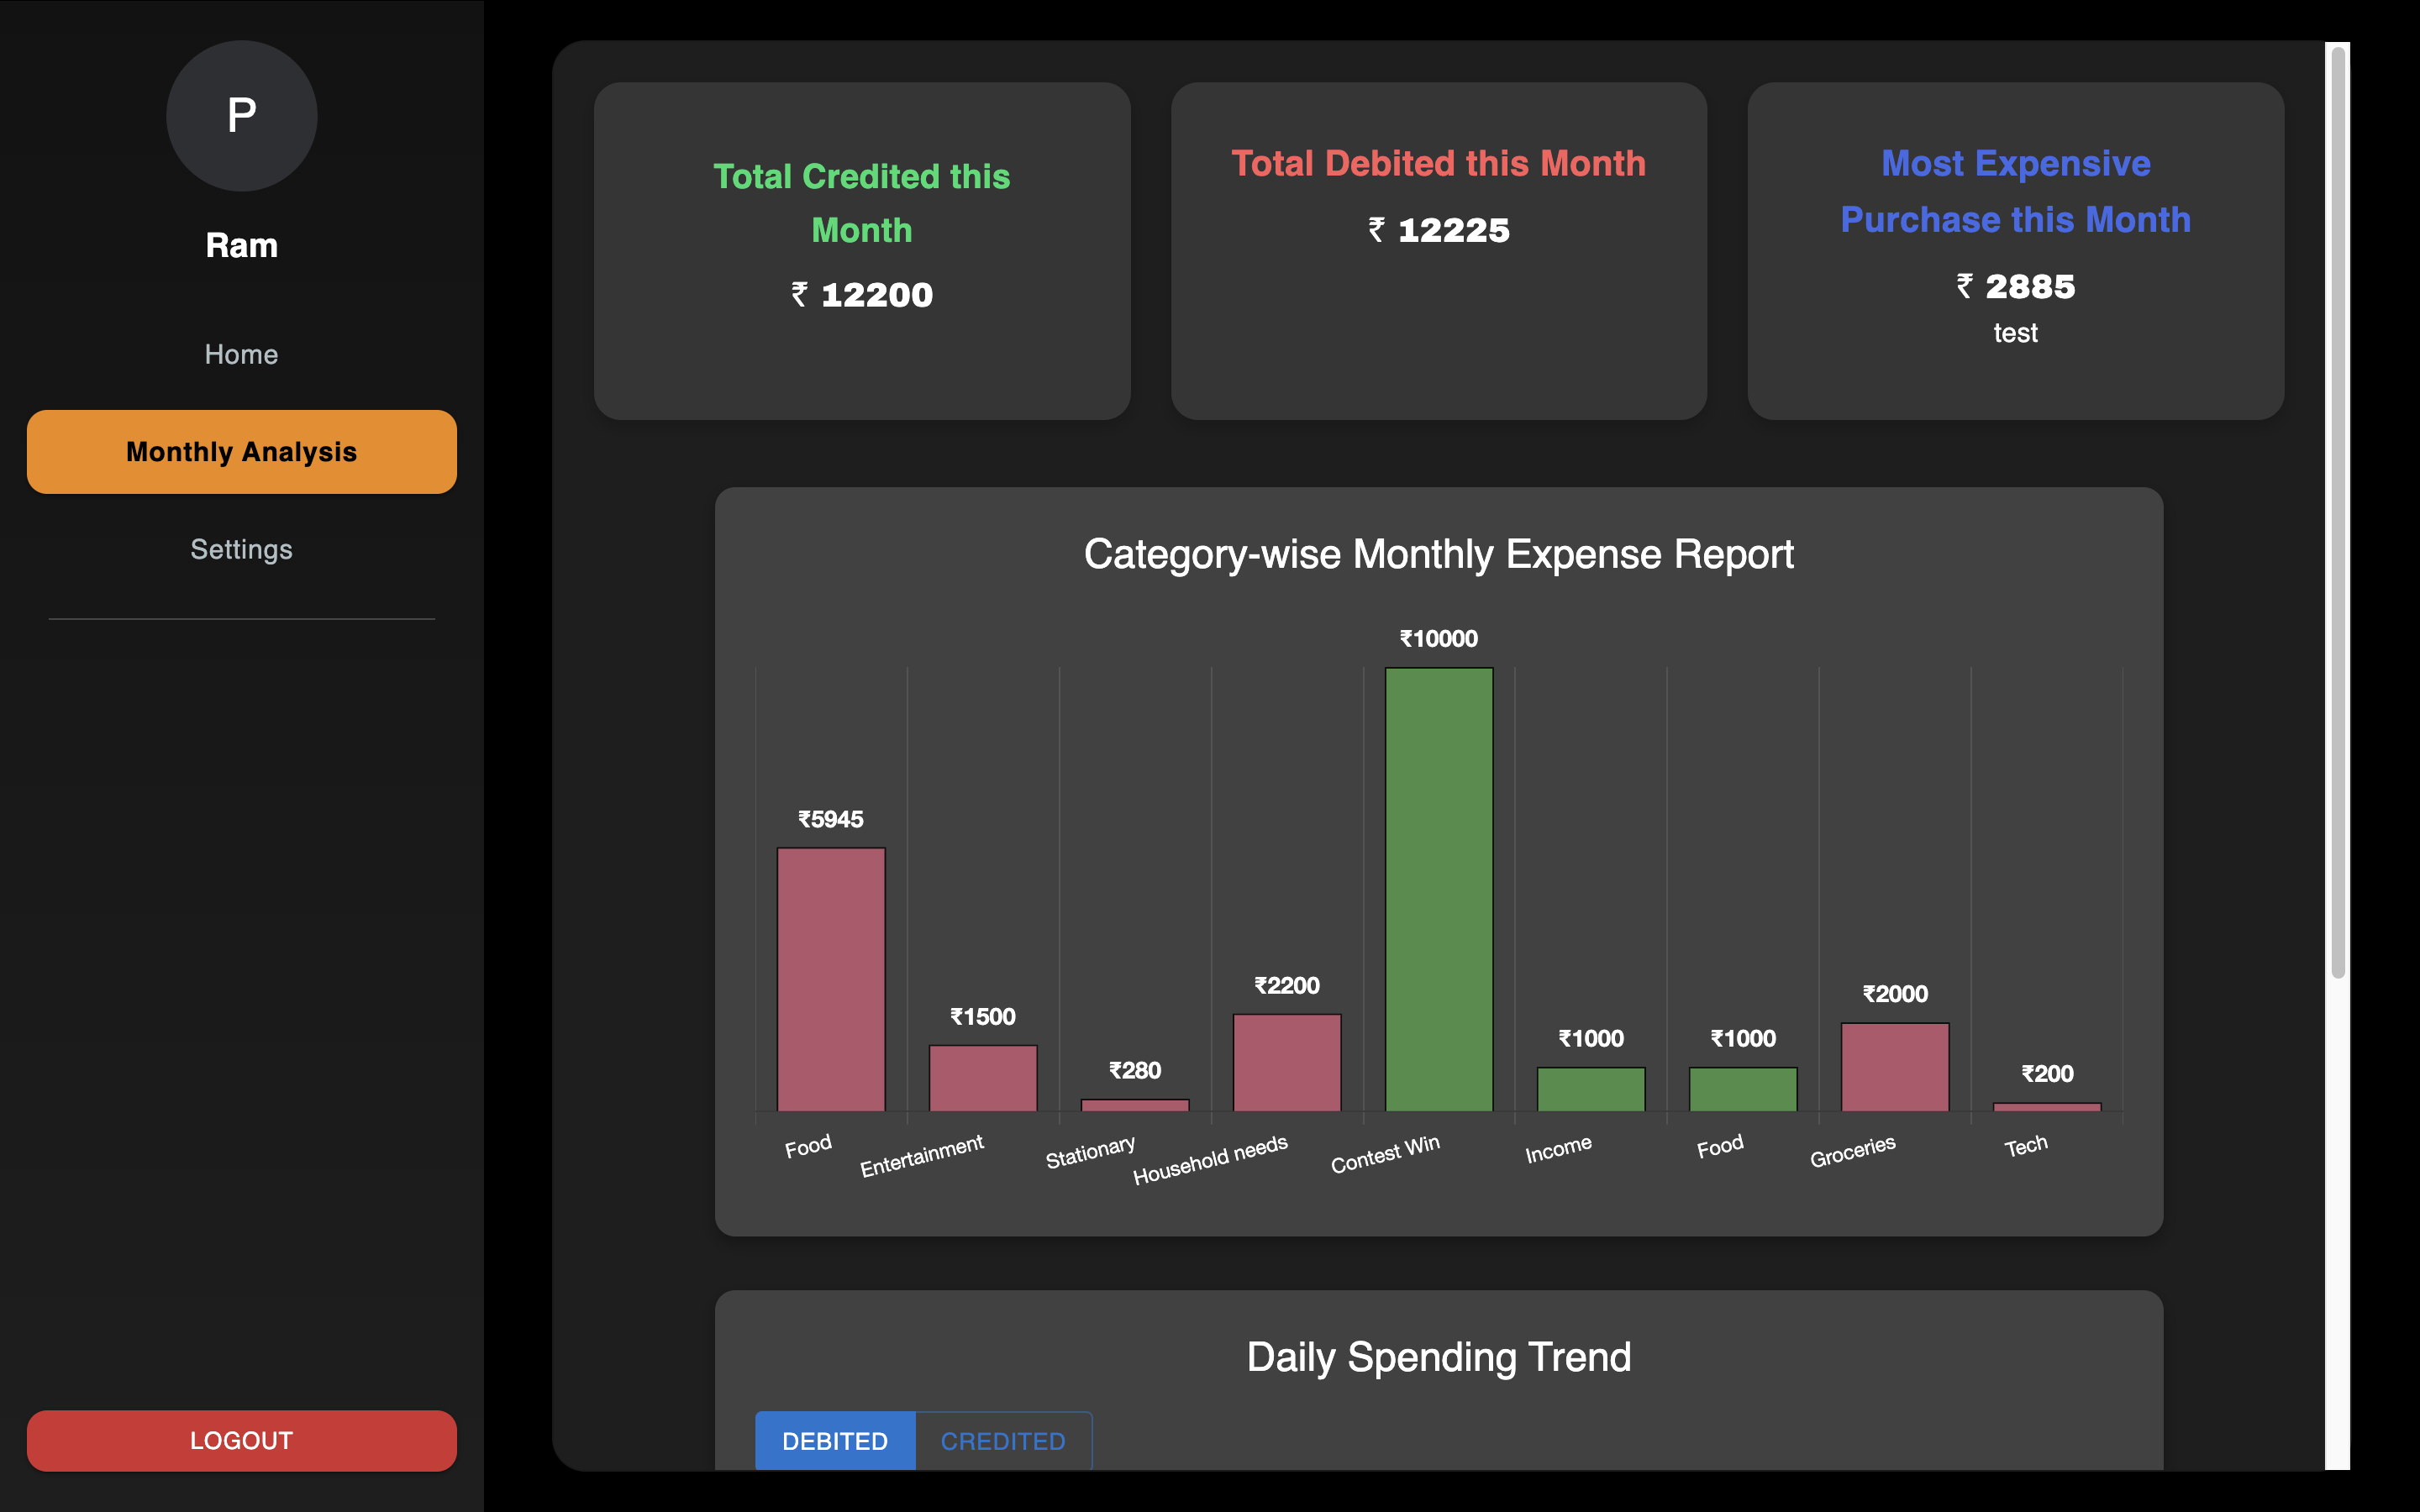 P
Ram
Home
Monthly Analysis
Settings
LOGOUT
Total Credited this
Month
₹ 12200
Total Debited this Month
₹ 12225
Most Expensive
Purchase this Month
₹ 2885
test
Category-wise Monthly Expense Report
₹5945
₹1500
₹280
₹2200
₹10000
₹1000
₹1000
₹2000
₹200
Food
Entertainment
Stationary
Household needs
Contest Win
Income
Food
Groceries
Tech
Daily Spending Trend
DEBITED
CREDITED